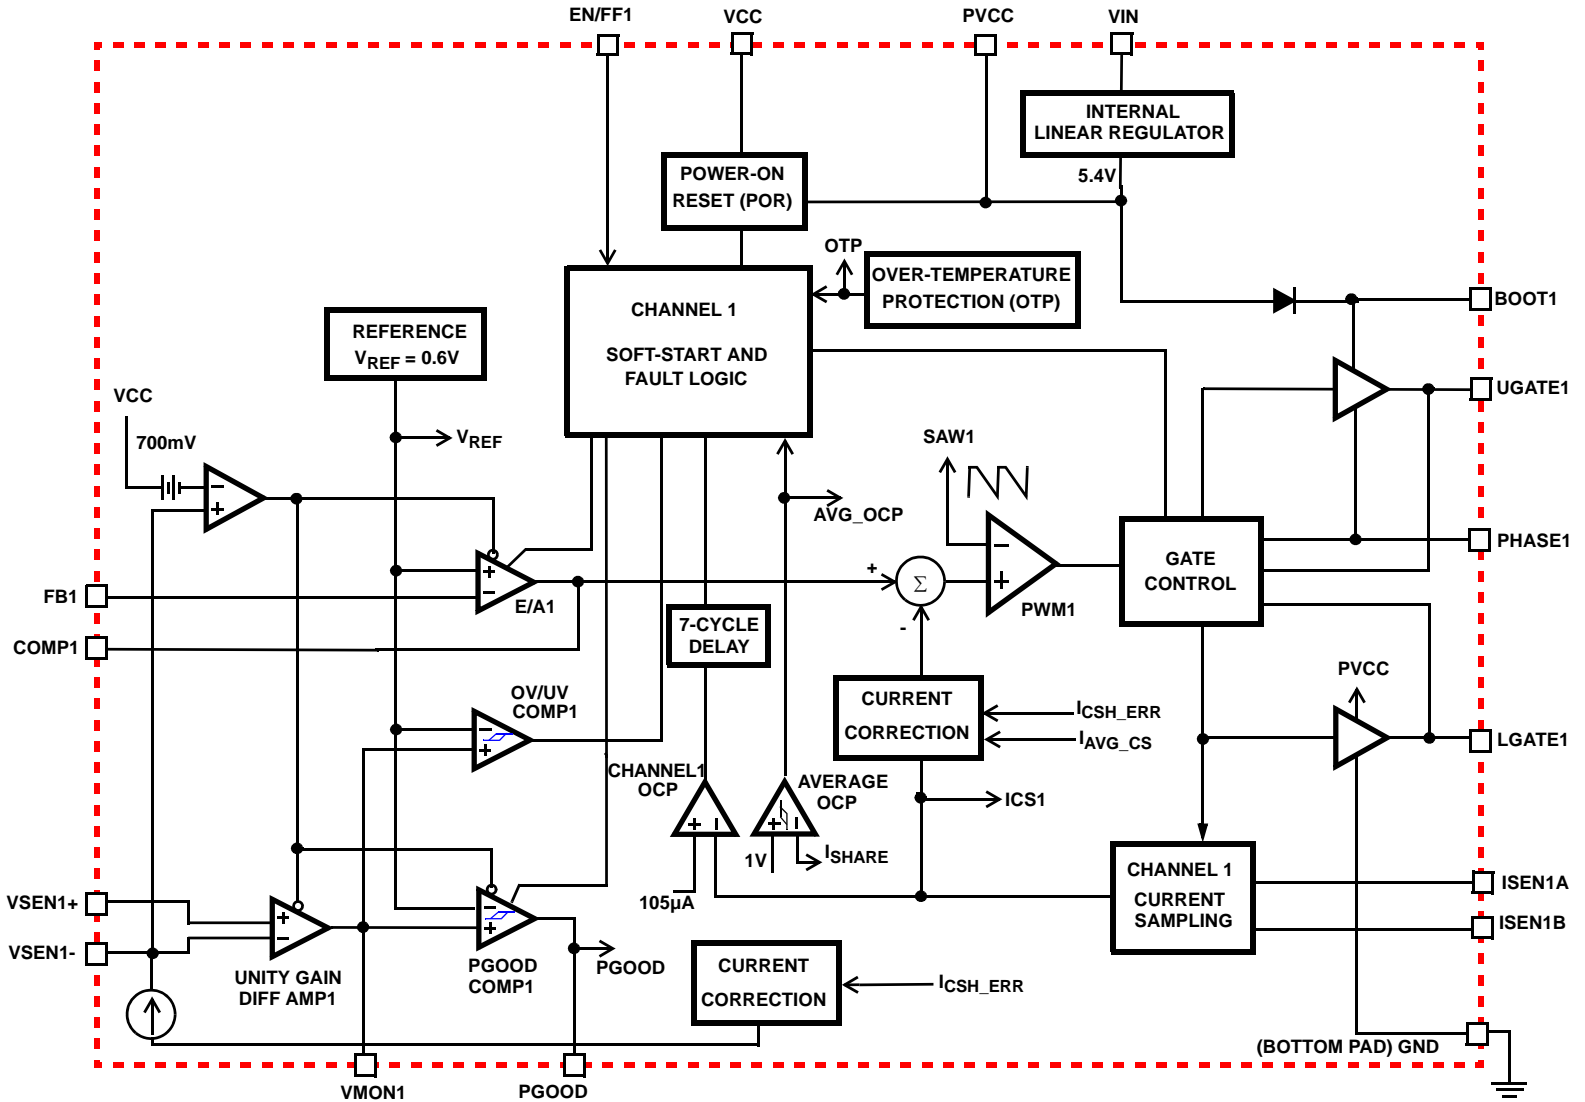 EN/FF1
VCC
PVCC
VIN
INTERNAL
LINEAR REGULATOR
5.4V
POWER-ON
RESET (POR)
OTP
OVER-TEMPERATURE
PROTECTION (OTP)
CHANNEL 1
SOFT-START AND
FAULT LOGIC
REFERENCE
VREF = 0.6V
VREF
VCC
700mV
BOOT1
UGATE1
PHASE1
LGATE1
ISEN1A
ISEN1B
SAW1
AVG_OCP
−
+
+
−
E/A1
+
Σ
-
−
+
PWM1
GATE
CONTROL
FB1
COMP1
7-CYCLE
DELAY
PVCC
OV/UV
COMP1
−
+
CURRENT
CORRECTION
ICSH_ERR
IAVG_CS
CHANNEL1
OCP
+ −
AVERAGE
OCP
+ −
ICS1
1V
ISHARE
105µA
CHANNEL 1
CURRENT
SAMPLING
VSEN1+
VSEN1-
+
−
UNITY GAIN
DIFF AMP1
−
+
PGOOD
COMP1
PGOOD
CURRENT
CORRECTION
ICSH_ERR
(BOTTOM PAD) GND
VMON1
PGOOD